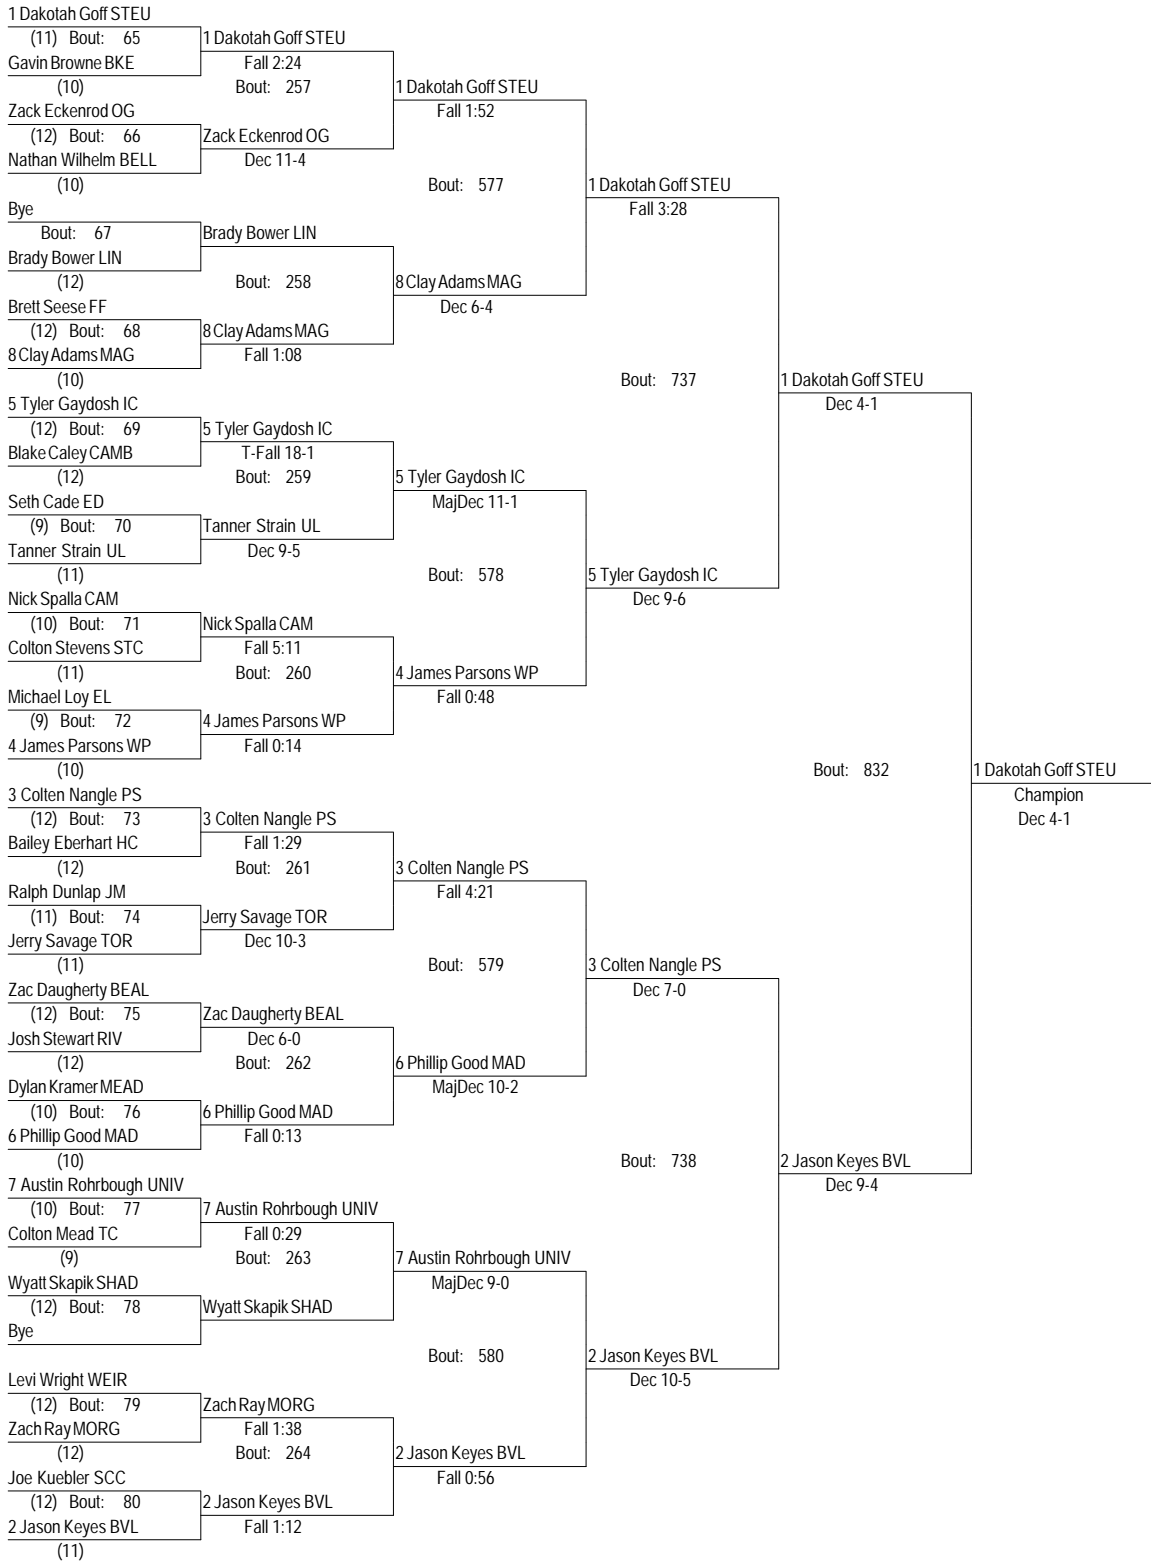 1 Dakotah Goff STEU
(11) Bout: 65
1 Dakotah Goff STEU
Gavin Browne BKE
Fall 2:24
(10)
Bout: 257
1 Dakotah Goff STEU
Zack Eckenrod OG
Fall 1:52
(12) Bout: 66
Zack Eckenrod OG
Nathan Wilhelm BELL
Dec 11-4
(10)
Bout: 577
1 Dakotah Goff STEU
Bye
Fall 3:28
Bout: 67
Brady Bower LIN
Brady Bower LIN
(12)
Bout: 258
8 Clay Adams MAG
Brett Seese FF
Dec 6-4
(12) Bout: 68
8 Clay Adams MAG
8 Clay Adams MAG
Fall 1:08
(10)
Bout: 737
1 Dakotah Goff STEU
5 Tyler Gaydosh IC
Dec 4-1
(12) Bout: 69
5 Tyler Gaydosh IC
Blake Caley CAMB
T-Fall 18-1
(12)
Bout: 259
5 Tyler Gaydosh IC
Seth Cade ED
MajDec 11-1
(9) Bout: 70
Tanner Strain UL
Tanner Strain UL
Dec 9-5
(11)
Bout: 578
5 Tyler Gaydosh IC
Nick Spalla CAM
Dec 9-6
(10) Bout: 71
Nick Spalla CAM
Colton Stevens STC
Fall 5:11
(11)
Bout: 260
4 James Parsons WP
Michael Loy EL
Fall 0:48
(9) Bout: 72
4 James Parsons WP
4 James Parsons WP
Fall 0:14
(10)
Bout: 832
1 Dakotah Goff STEU
3 Colten Nangle PS
Champion
(12) Bout: 73
3 Colten Nangle PS
Dec 4-1
Bailey Eberhart HC
Fall 1:29
(12)
Bout: 261
3 Colten Nangle PS
Ralph Dunlap JM
Fall 4:21
(11) Bout: 74
Jerry Savage TOR
Jerry Savage TOR
Dec 10-3
(11)
Bout: 579
3 Colten Nangle PS
Zac Daugherty BEAL
Dec 7-0
(12) Bout: 75
Zac Daugherty BEAL
Josh Stewart RIV
Dec 6-0
(12)
Bout: 262
6 Phillip Good MAD
Dylan Kramer MEAD
MajDec 10-2
(10) Bout: 76
6 Phillip Good MAD
6 Phillip Good MAD
Fall 0:13
(10)
Bout: 738
2 Jason Keyes BVL
7 Austin Rohrbough UNIV
Dec 9-4
(10) Bout: 77
7 Austin Rohrbough UNIV
Colton Mead TC
Fall 0:29
(9)
Bout: 263
7 Austin Rohrbough UNIV
Wyatt Skapik SHAD
MajDec 9-0
(12) Bout: 78
Wyatt Skapik SHAD
Bye
Bout: 580
2 Jason Keyes BVL
Levi Wright WEIR
Dec 10-5
(12) Bout: 79
Zach Ray MORG
Zach Ray MORG
Fall 1:38
(12)
Bout: 264
2 Jason Keyes BVL
Joe Kuebler SCC
Fall 0:56
(12) Bout: 80
2 Jason Keyes BVL
2 Jason Keyes BVL
Fall 1:12
(11)